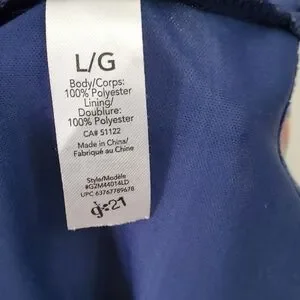 L/G
Body/Corps:
100% Polyester
Lining/
Doublure:
100% Polyester
CA# 51122
Made in China/
Fabriqué au Chine
Style/Modèle
#G2M44014LD
UPC 63767789678
g:21